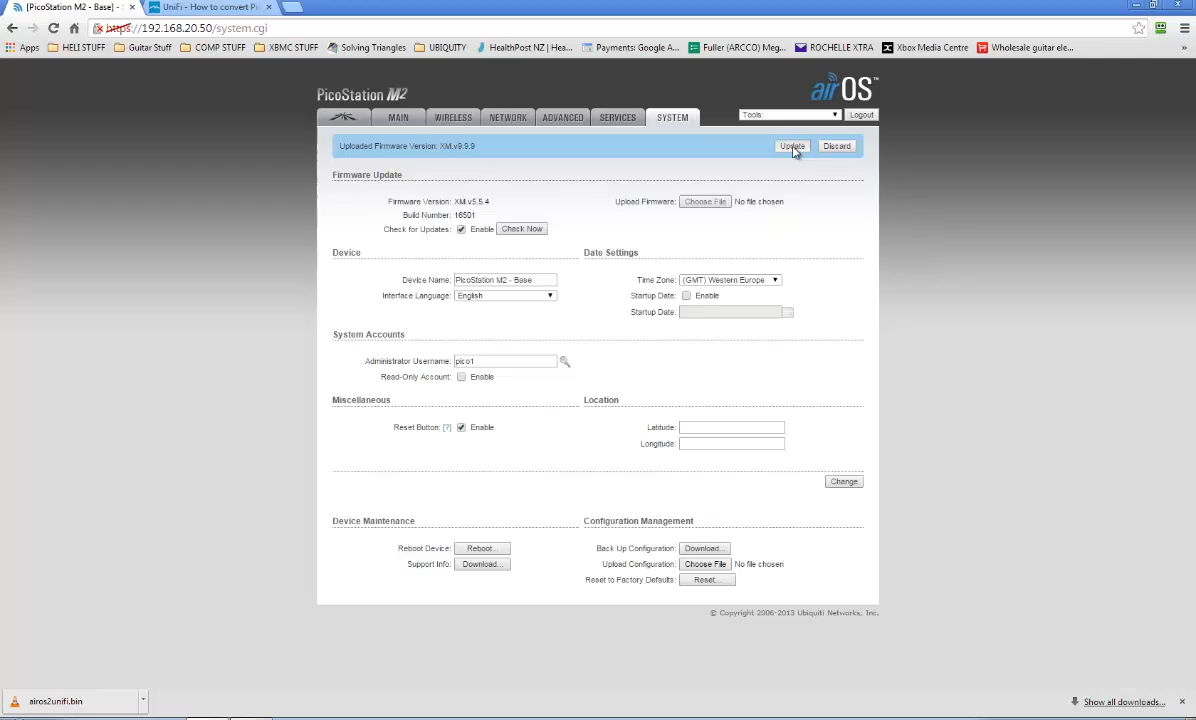 [PicoStation M2 - Base] - S
UniFi - How to convert Pi
https://192.168.20.50/system.cgi
Apps HELI STUFF Guitar Stuff COMP STUFF XBMC STUFF Solving Triangles UBIQUITY HealthPost NZ | Hea... Payments: Google A... Fuller (ARCCO) Meg... ROCHELLE XTRA Xbox Media Centre Wholesale guitar ele...
PicoStation M2 airOS™
MAIN WIRELESS NETWORK ADVANCED SERVICES SYSTEM Tools: Logout
Uploaded Firmware Version: XM.v9.9.9 Update Discard
Firmware Update
Firmware Version: XM.v5.5.4 Upload Firmware: Choose File No file chosen
Build Number: 16501
Check for Updates: Enable Check Now
Device Date Settings
Device Name: PicoStation M2 - Base Time Zone: (GMT) Western Europe
Interface Language: English Startup Date: Enable
Startup Date:
System Accounts
Administrator Username: pico1
Read-Only Account: Enable
Miscellaneous Location
Reset Button: [?] Enable Latitude:
Longitude:
Change
Device Maintenance Configuration Management
Reboot Device: Reboot... Back Up Configuration: Download...
Support Info: Download... Upload Configuration: Choose File No file chosen
Reset to Factory Defaults: Reset...
© Copyright 2006-2013 Ubiquiti Networks, Inc.
airos2unifi.bin Show all downloads...